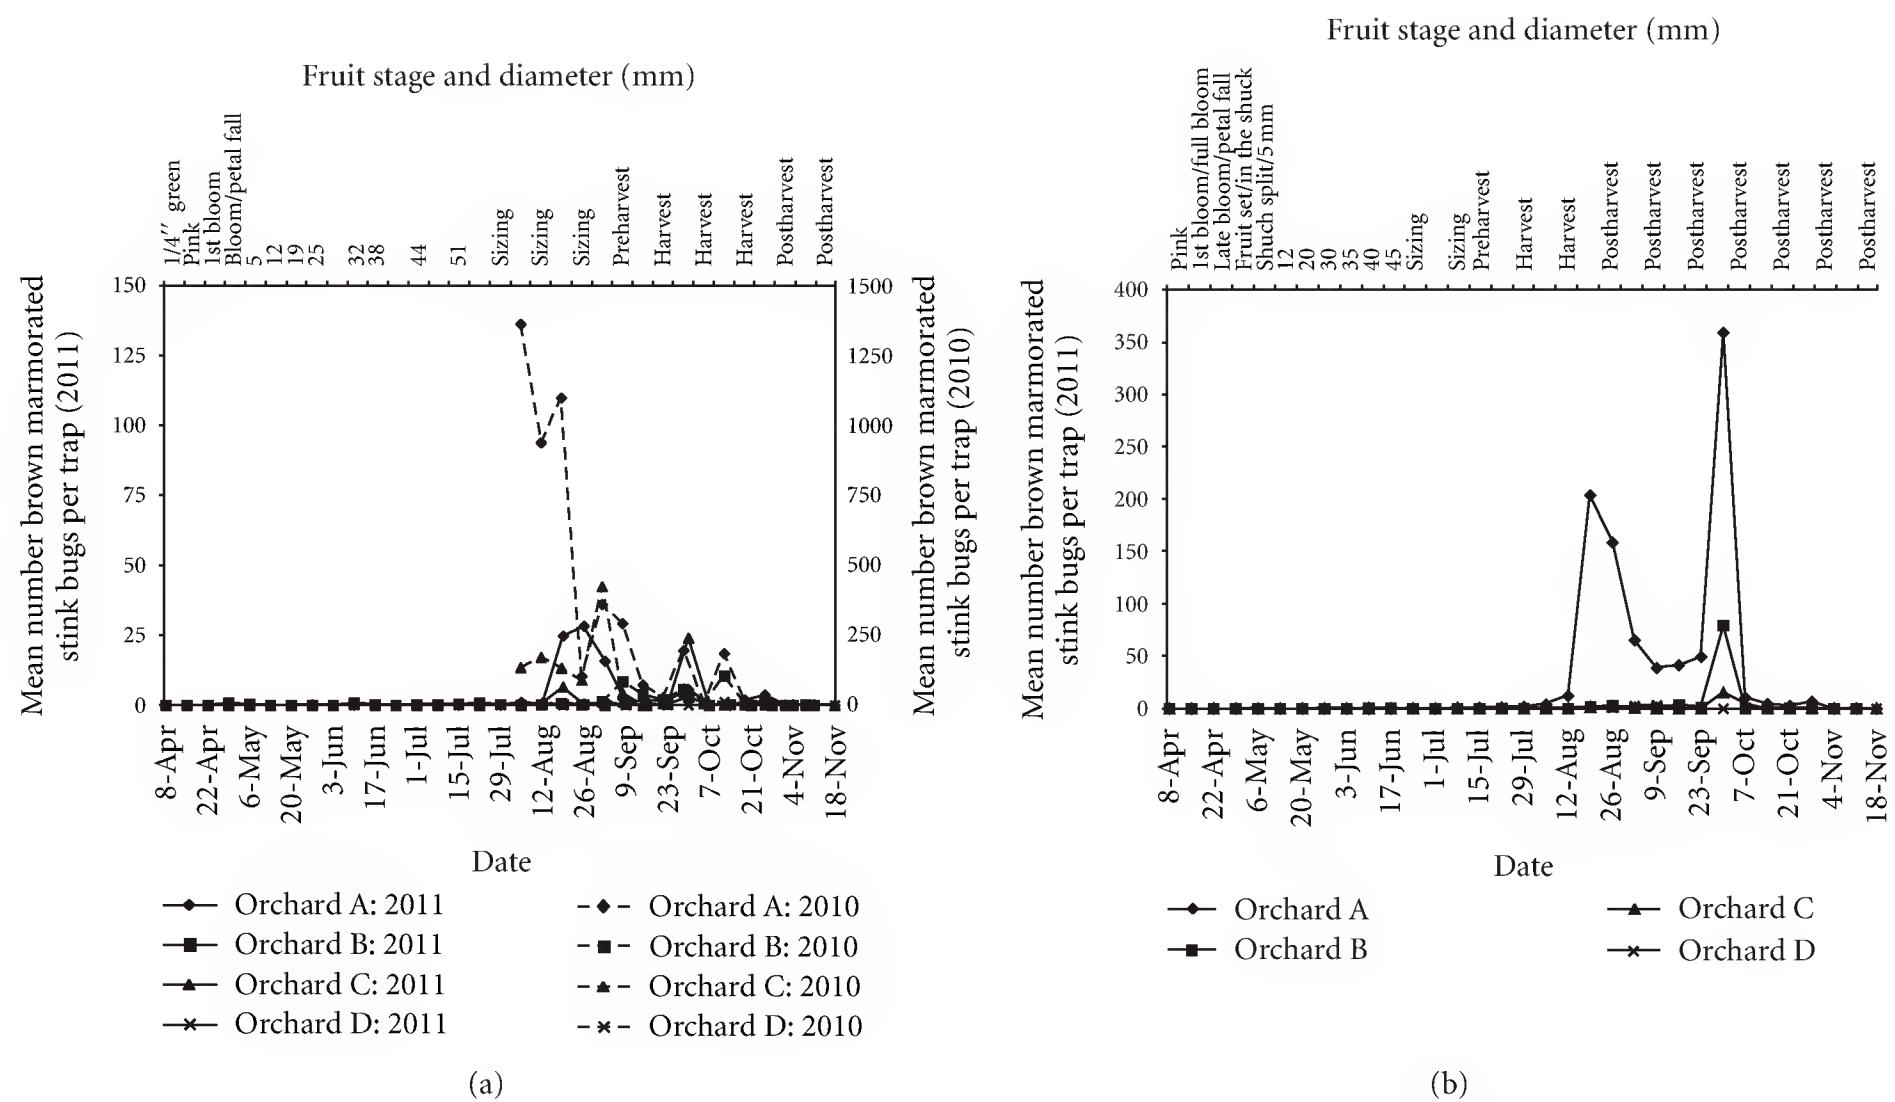 Fruit stage and diameter (mm)
1/4′′ green
Pink
1st bloom
Bloom/petal fall
5
12
19
25
32
38
44
51
Sizing
Sizing
Sizing
Preharvest
Harvest
Harvest
Harvest
Postharvest
Postharvest
Mean number brown marmorated
stink bugs per trap (2011)
150
125
100
75
50
25
0
1500
1250
1000
750
500
250
0
Mean number brown marmorated
stink bugs per trap (2010)
8-Apr
22-Apr
6-May
20-May
3-Jun
17-Jun
1-Jul
15-Jul
29-Jul
12-Aug
26-Aug
9-Sep
23-Sep
7-Oct
21-Oct
4-Nov
18-Nov
Date
Orchard A: 2011
Orchard B: 2011
Orchard C: 2011
Orchard D: 2011
Orchard A: 2010
Orchard B: 2010
Orchard C: 2010
Orchard D: 2010
(a)
Fruit stage and diameter (mm)
Pink
1st bloom/full bloom
Late bloom/petal fall
Fruit set/in the shuck
Shuch split/5 mm
12
20
30
35
40
45
Sizing
Sizing
Preharvest
Harvest
Harvest
Postharvest
Postharvest
Postharvest
Postharvest
Postharvest
Postharvest
Postharvest
Mean number brown marmorated
stink bugs per trap (2011)
400
350
300
250
200
150
100
50
0
8-Apr
22-Apr
6-May
20-May
3-Jun
17-Jun
1-Jul
15-Jul
29-Jul
12-Aug
26-Aug
9-Sep
23-Sep
7-Oct
21-Oct
4-Nov
18-Nov
Date
Orchard A
Orchard B
Orchard C
Orchard D
(b)